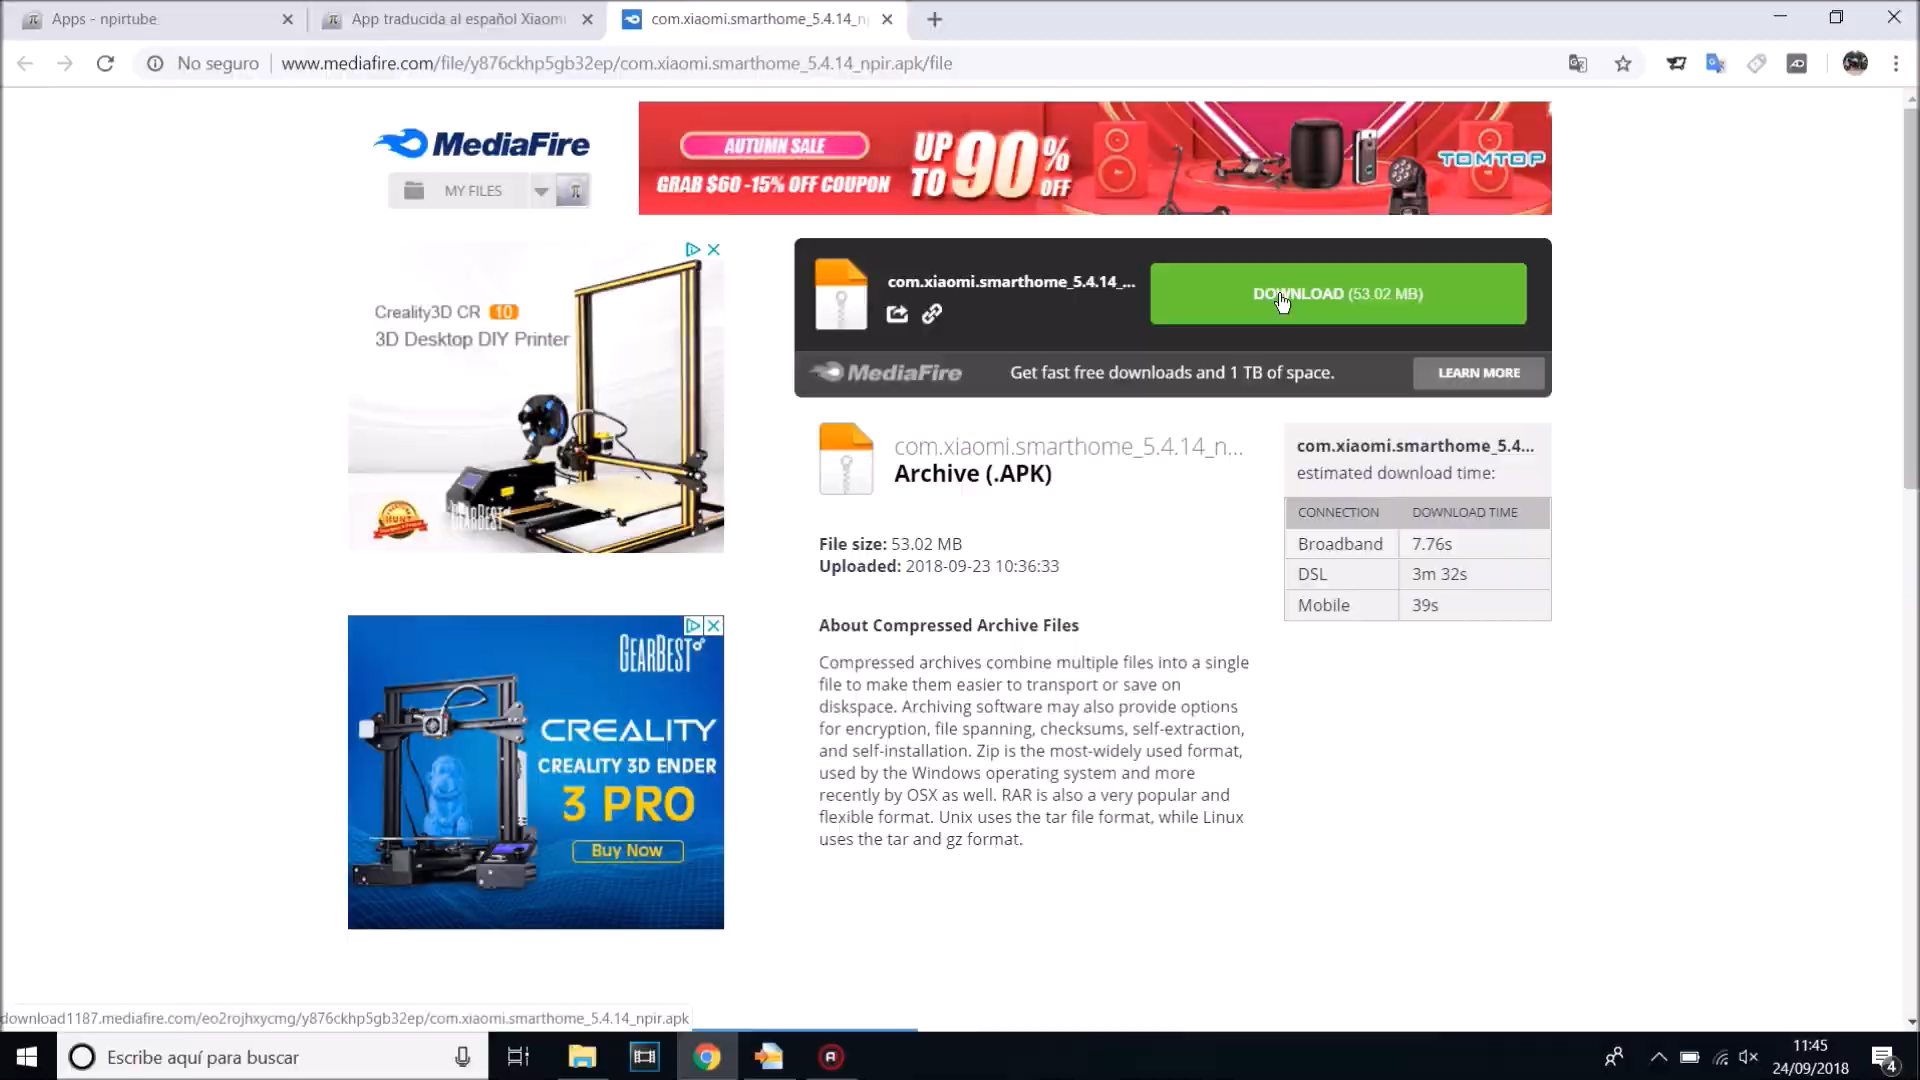 Apps - npirtube
App traducida al español Xiaomi
com.xiaomi.smarthome_5.4.14_n
No seguro
www.mediafire.com/file/y876ckhp5gb32ep/com.xiaomi.smarthome_5.4.14_npir.apk/file
MediaFire
MY FILES
AUTUMN SALE
GRAB $60 -15% OFF COUPON
UP TO 90% OFF
TOMTOP
Creality3D CR 10
3D Desktop DIY Printer
GEARBEST
com.xiaomi.smarthome_5.4.14_...
DOWNLOAD (53.02 MB)
MediaFire
Get fast free downloads and 1 TB of space.
LEARN MORE
com.xiaomi.smarthome_5.4.14_n...
Archive (.APK)
File size: 53.02 MB
Uploaded: 2018-09-23 10:36:33
com.xiaomi.smarthome_5.4...
estimated download time:
CONNECTION DOWNLOAD TIME
Broadband 7.76s
DSL 3m 32s
Mobile 39s
About Compressed Archive Files
Compressed archives combine multiple files into a single
file to make them easier to transport or save on
diskspace. Archiving software may also provide options
for encryption, file spanning, checksums, self-extraction,
and self-installation. Zip is the most-widely used format,
used by the Windows operating system and more
recently by OSX as well. RAR is also a very popular and
flexible format. Unix uses the tar file format, while Linux
uses the tar and gz format.
GEARBEST
CREALITY
CREALITY 3D ENDER
3 PRO
Buy Now
download1187.mediafire.com/eo2rojhxycmg/y876ckhp5gb32ep/com.xiaomi.smarthome_5.4.14_npir.apk
Escribe aquí para buscar
11:45
24/09/2018
4